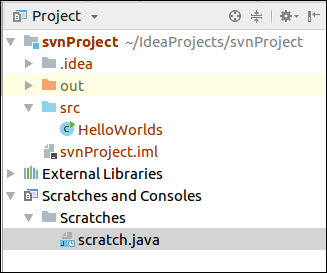 Project
svnProject ~/IdeaProjects/svnProject
.idea
out
src
HelloWorlds
svnProject.iml
External Libraries
Scratches and Consoles
Scratches
scratch.java